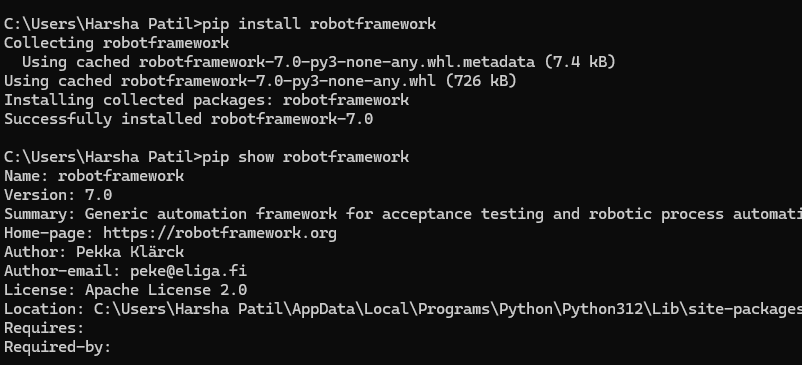 C:\Users\Harsha Patil>pip install robotframework
Collecting robotframework
  Using cached robotframework-7.0-py3-none-any.whl.metadata (7.4 kB)
Using cached robotframework-7.0-py3-none-any.whl (726 kB)
Installing collected packages: robotframework
Successfully installed robotframework-7.0
C:\Users\Harsha Patil>pip show robotframework
Name: robotframework
Version: 7.0
Summary: Generic automation framework for acceptance testing and robotic process automati
Home-page: https://robotframework.org
Author: Pekka Klärck
Author-email: peke@eliga.fi
License: Apache License 2.0
Location: C:\Users\Harsha Patil\AppData\Local\Programs\Python\Python312\Lib\site-packages
Requires:
Required-by: